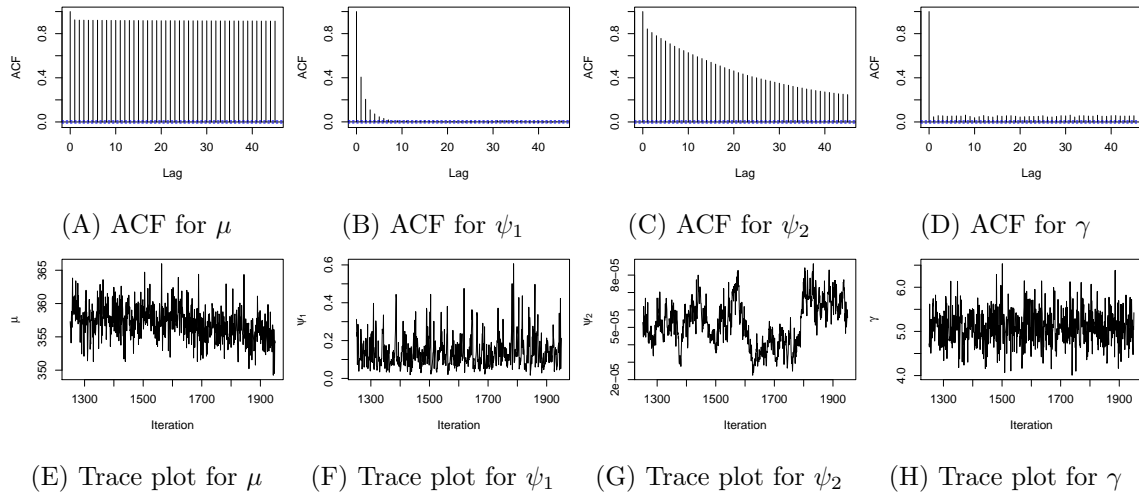 ACF
0.0 0.4 0.8
0 10 20 30 40
Lag
(A) ACF for μ
ACF
0.0 0.4 0.8
0 10 20 30 40
Lag
(B) ACF for ψ₁
ACF
0.0 0.4 0.8
0 10 20 30 40
Lag
(C) ACF for ψ₂
ACF
0.0 0.4 0.8
0 10 20 30 40
Lag
(D) ACF for γ
μ
350 355 360 365
1300 1500 1700 1900
Iteration
(E) Trace plot for μ
ψ₁
0.0 0.2 0.4 0.6
1300 1500 1700 1900
Iteration
(F) Trace plot for ψ₁
ψ₂
2e−05 5e−05 8e−05
1300 1500 1700 1900
Iteration
(G) Trace plot for ψ₂
γ
4.0 5.0 6.0
1300 1500 1700 1900
Iteration
(H) Trace plot for γ